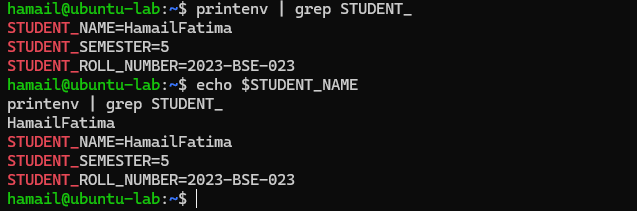 hamail@ubuntu-lab:~$ printenv | grep STUDENT_
STUDENT_NAME=HamailFatima
STUDENT_SEMESTER=5
STUDENT_ROLL_NUMBER=2023-BSE-023
hamail@ubuntu-lab:~$ echo $STUDENT_NAME
printenv | grep STUDENT_
HamailFatima
STUDENT_NAME=HamailFatima
STUDENT_SEMESTER=5
STUDENT_ROLL_NUMBER=2023-BSE-023
hamail@ubuntu-lab:~$